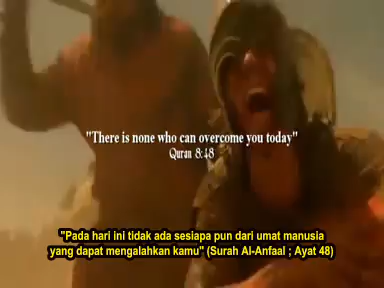 "There is none who can overcome you today"
Quran 8:48
"Pada hari ini tidak ada sesiapa pun dari umat manusia
yang dapat mengalahkan kamu" (Surah Al-Anfaal ; Ayat 48)